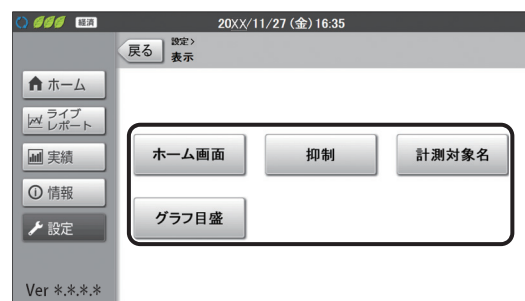 経済
20XX/11/27(金)16:35
戻る
設定>
表示
ホーム
ライブ
レポート
実績
情報
設定
ホーム画面
抑制
計測対象名
グラフ目盛
Ver *.*.*.*